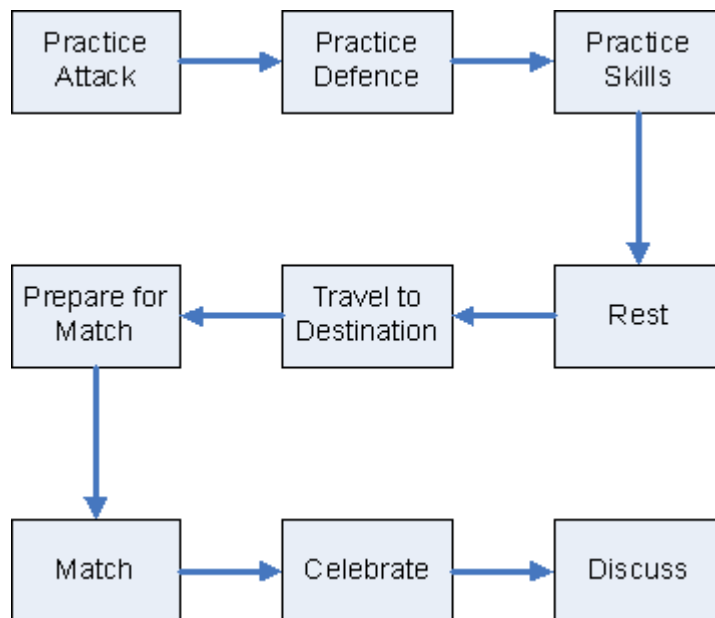 Practice
Attack
Practice
Defence
Practice
Skills
Prepare for
Match
Travel to
Destination
Rest
Match
Celebrate
Discuss